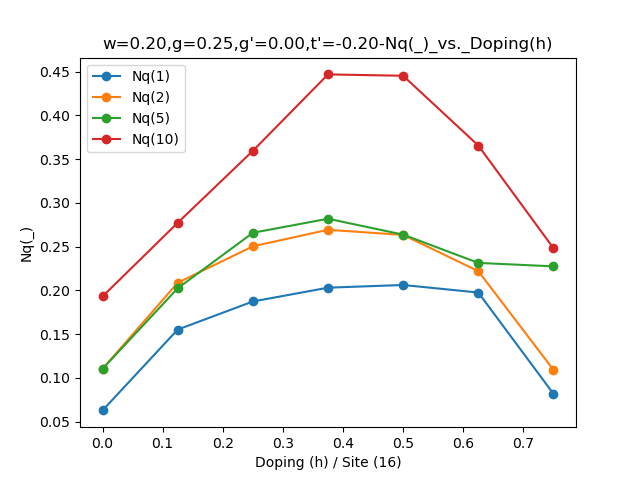 w=0.20,g=0.25,g'=0.00,t'=-0.20-Nq(_)_vs._Doping(h)
Nq(1)
Nq(2)
Nq(5)
Nq(10)
Nq(_)
0.45
0.40
0.35
0.30
0.25
0.20
0.15
0.10
0.05
0.0 0.1 0.2 0.3 0.4 0.5 0.6 0.7
Doping (h) / Site (16)